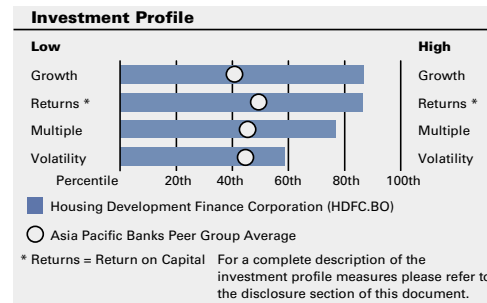 Investment Profile
Low High
Growth Growth
Returns * Returns *
Multiple Multiple
Volatility Volatility
Percentile 20th 40th 60th 80th 100th
Housing Development Finance Corporation (HDFC.BO)
Asia Pacific Banks Peer Group Average
* Returns = Return on Capital For a complete description of the
investment profile measures please refer to
the disclosure section of this document.